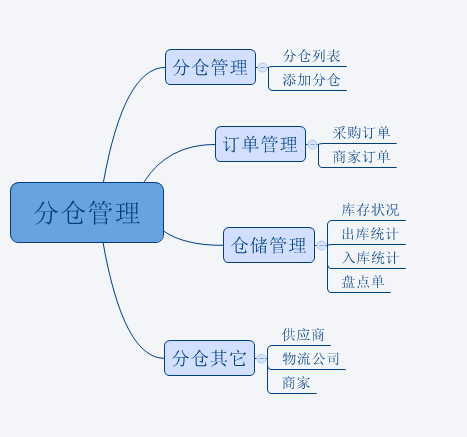 分仓管理
分仓管理
分仓列表
添加分仓
订单管理
采购订单
商家订单
仓储管理
库存状况
出库统计
入库统计
盘点单
分仓其它
供应商
物流公司
商家